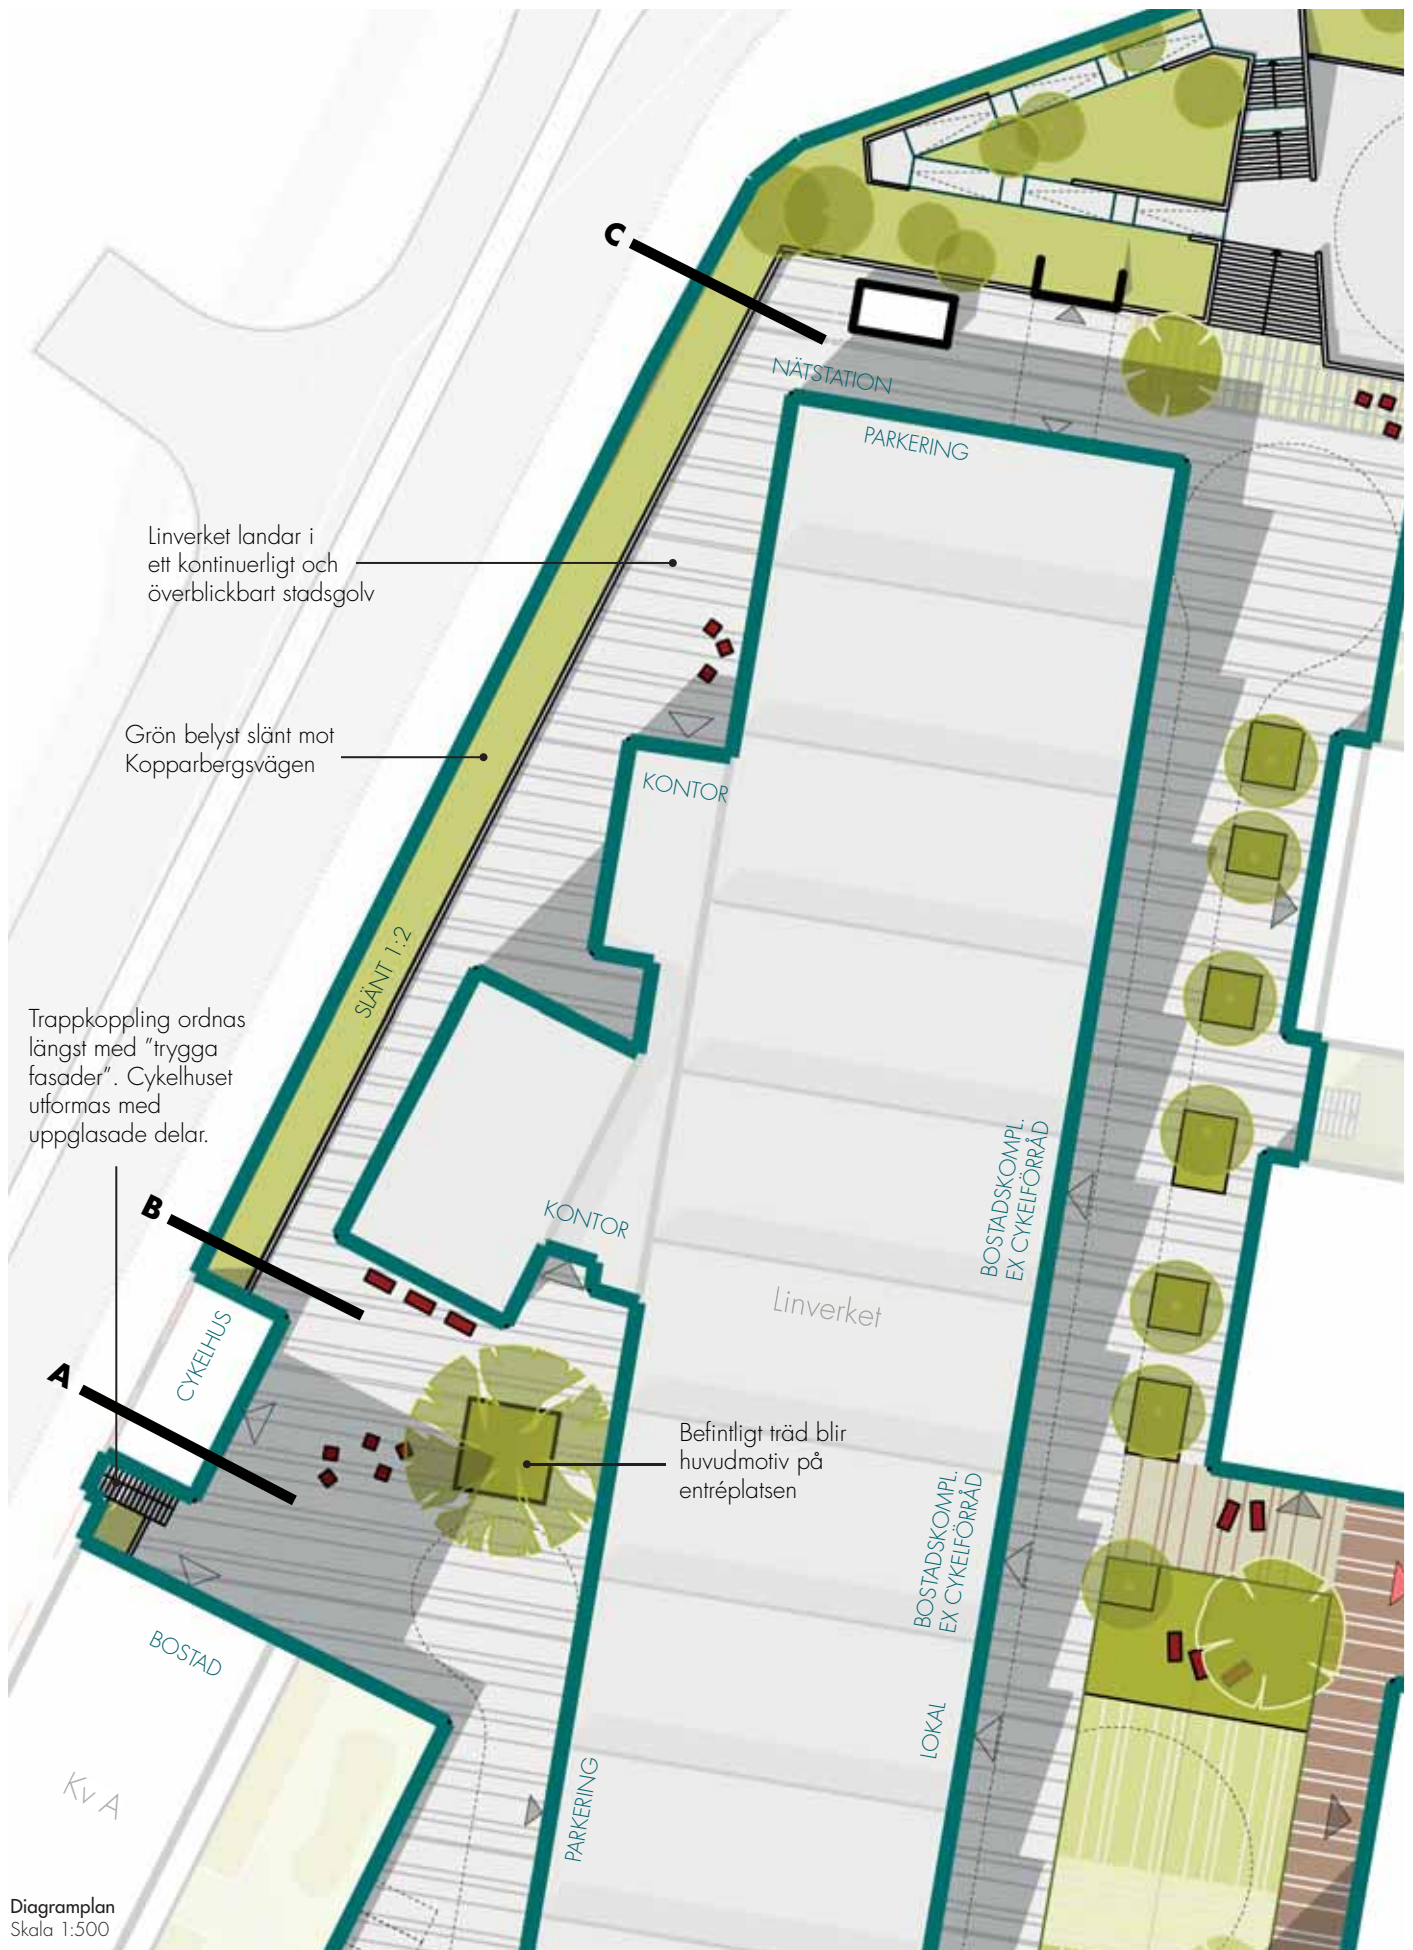 C
NÄTSTATION
PARKERING
Linverket landar i
ett kontinuerligt och
överblickbart stadsgolv
Grön belyst slänt mot
Kopparbergsvägen
KONTOR
SLÄNT 1:2
Trappkoppling ordnas
längst med ”trygga
fasader”. Cykelhuset
utformas med
uppglasade delar.
B
KONTOR
BOSTADSKOMPL.
EX CYKELFÖRRÅD
Linverket
CYKELHUS
A
Befintligt träd blir
huvudmotiv på
entréplatsen
BOSTADSKOMPL.
EX CYKELFÖRRÅD
BOSTAD
LOKAL
PARKERING
Kv A
Diagramplan
Skala 1:500